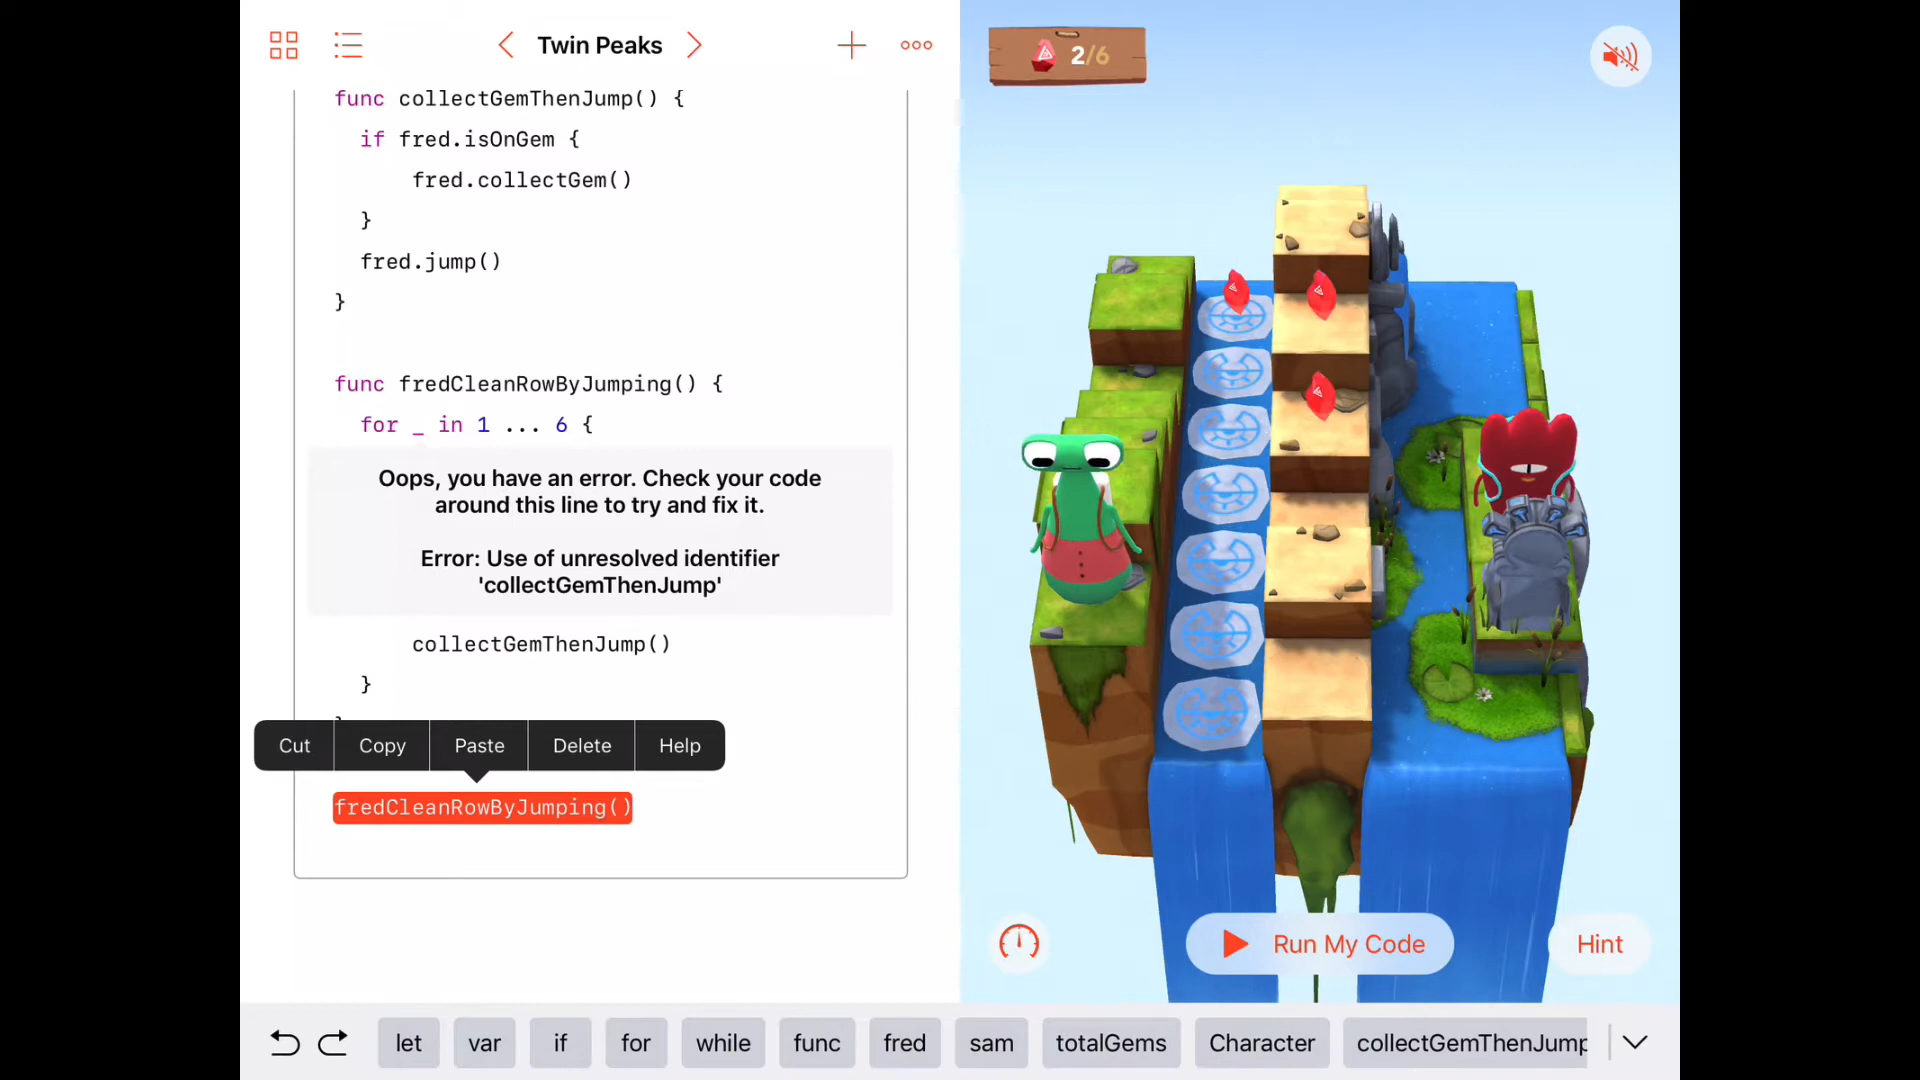 Twin Peaks
func collectGemThenJump() {
if fred.isOnGem {
fred.collectGem()
}
fred.jump()
}
func fredCleanRowByJumping() {
for _ in 1 ... 6 {
Oops, you have an error. Check your code
around this line to try and fix it.
Error: Use of unresolved identifier
'collectGemThenJump'
collectGemThenJump()
}
Cut Copy Paste Delete Help
fredCleanRowByJumping()
2/6
Run My Code
Hint
let var if for while func fred sam totalGems Character collectGemThenJump